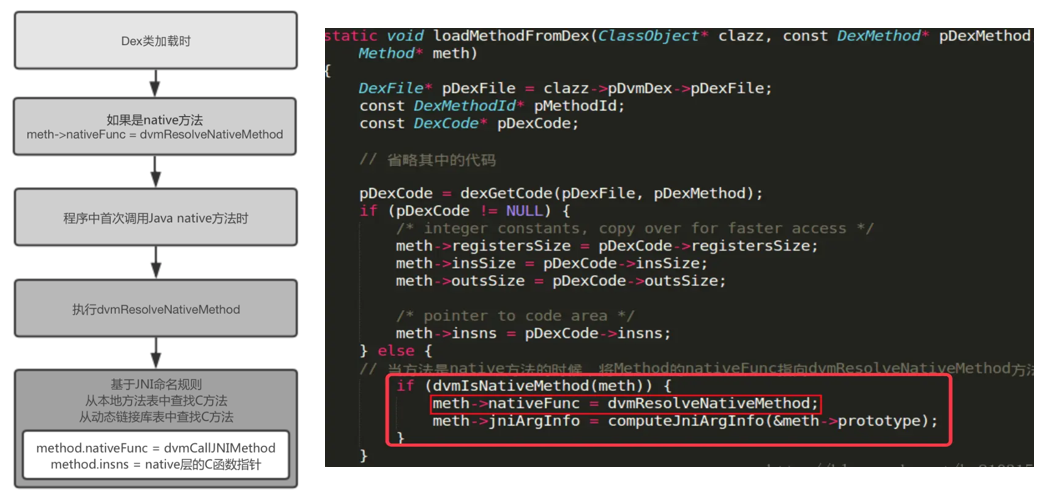 Dex类加载时
如果是native方法
meth->nativeFunc = dvmResolveNativeMethod
程序中首次调用Java native方法时
执行dvmResolveNativeMethod
基于JNI命名规则
从本地方法表中查找C方法
从动态链接库表中查找C方法
method.nativeFunc = dvmCallJNIMethod
method.insns = native层的C函数指针
static void loadMethodFromDex(ClassObject* clazz, const DexMethod* pDexMethod
Method* meth)
{
DexFile* pDexFile = clazz->pDvmDex->pDexFile;
const DexMethodId* pMethodId;
const DexCode* pDexCode;
// 省略其中的代码
pDexCode = dexGetCode(pDexFile, pDexMethod);
if (pDexCode != NULL) {
/* integer constants, copy over for faster access */
meth->registersSize = pDexCode->registersSize;
meth->insSize = pDexCode->insSize;
meth->outsSize = pDexCode->outsSize;
/* pointer to code area */
meth->insns = pDexCode->insns;
} else {
// 当方法是native方法的时候，将Method的nativeFunc指向dvmResolveNativeMethod方法
if (dvmIsNativeMethod(meth)) {
meth->nativeFunc = dvmResolveNativeMethod;
meth->jniArgInfo = computeJniArgInfo(&meth->prototype);
}
}